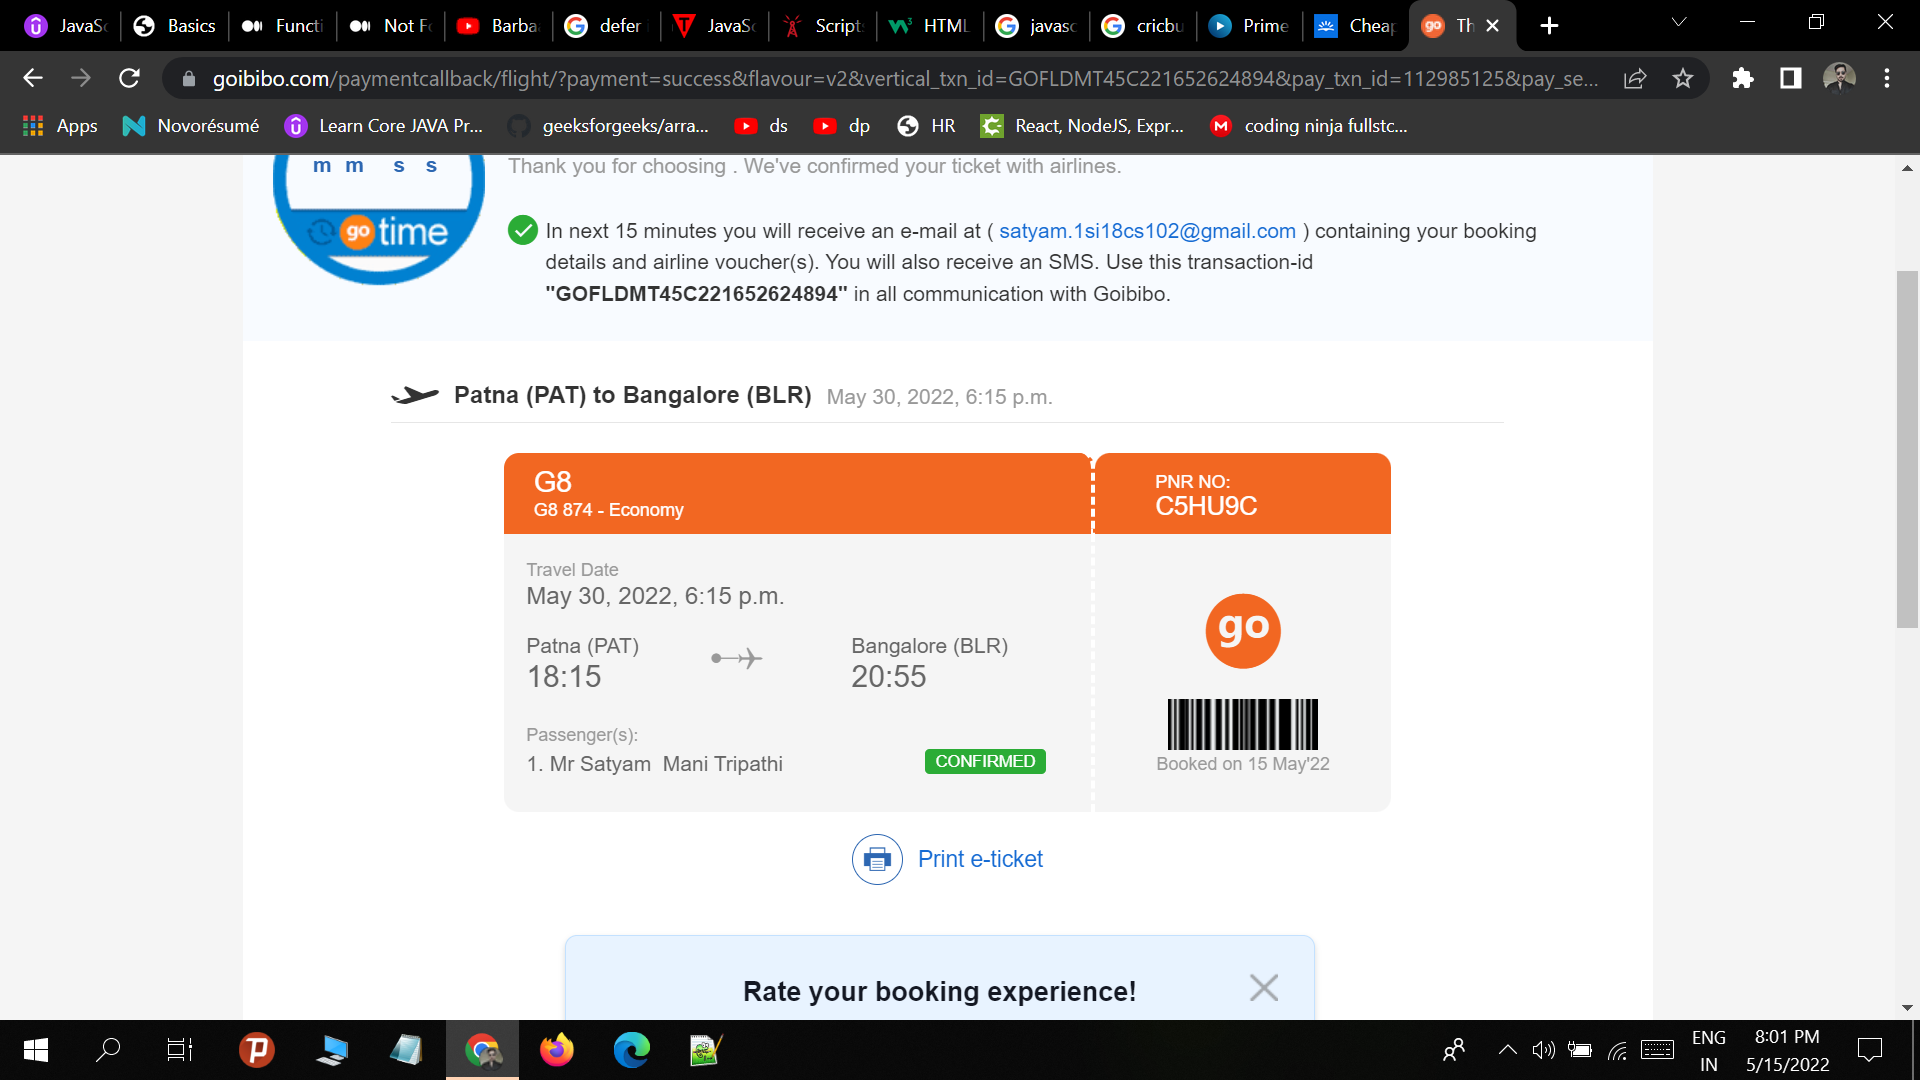 JavaSc
Basics
Functi
Not Fo
Barba
defer i
JavaSc
Scripts
HTML
javasc
cricbu
Prime
Cheap
go Th
goibibo.com/paymentcallback/flight/?payment=success&flavour=v2&vertical_txn_id=GOFLDMT45C221652624894&pay_txn_id=112985125&pay_se...
Apps
Novorésumé
Learn Core JAVA Pr...
geeksforgeeks/arra...
ds
dp
HR
React, NodeJS, Expr...
coding ninja fullstc...
m m s s
go time
Thank you for choosing . We've confirmed your ticket with airlines.
In next 15 minutes you will receive an e-mail at ( satyam.1si18cs102@gmail.com ) containing your booking
details and airline voucher(s). You will also receive an SMS. Use this transaction-id
"GOFLDMT45C221652624894" in all communication with Goibibo.
Patna (PAT) to Bangalore (BLR) May 30, 2022, 6:15 p.m.
G8
G8 874 - Economy
PNR NO:
C5HU9C
Travel Date
May 30, 2022, 6:15 p.m.
Patna (PAT)
18:15
Bangalore (BLR)
20:55
go
Passenger(s):
1. Mr Satyam Mani Tripathi
CONFIRMED
Booked on 15 May'22
Print e-ticket
Rate your booking experience!
ENG
IN
8:01 PM
5/15/2022